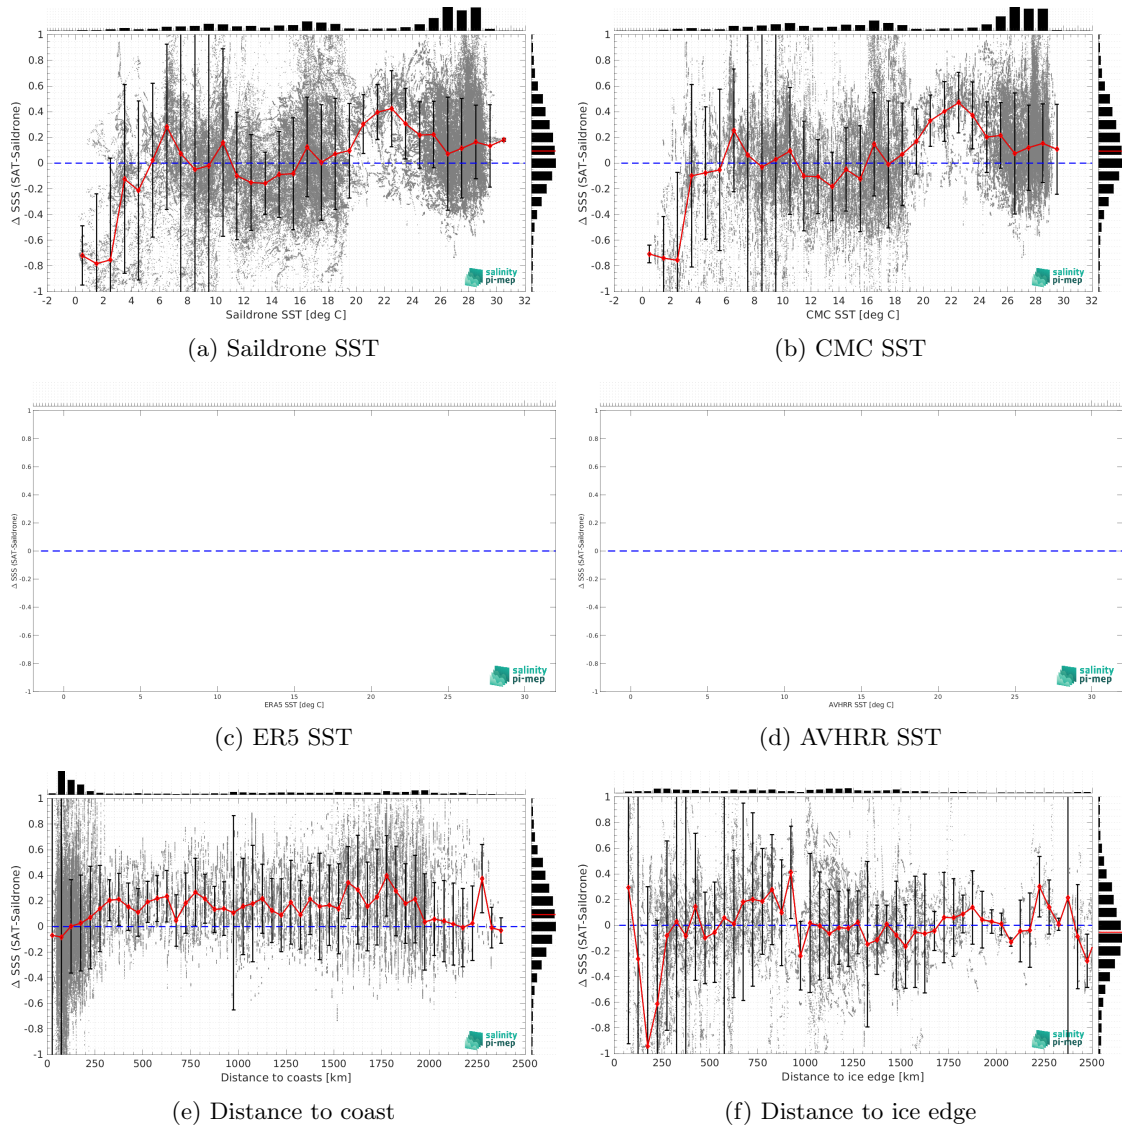 1
0.8
0.6
0.4
0.2
0
-0.2
-0.4
-0.6
-0.8
-1
Δ SSS (SAT-Saildrone)
-2 0 2 4 6 8 10 12 14 16 18 20 22 24 26 28 30 32
Saildrone SST [deg C]
salinity
pi-mep
(a) Saildrone SST
1
0.8
0.6
0.4
0.2
0
-0.2
-0.4
-0.6
-0.8
-1
Δ SSS (SAT-Saildrone)
-2 0 2 4 6 8 10 12 14 16 18 20 22 24 26 28 30 32
CMC SST [deg C]
salinity
pi-mep
(b) CMC SST
1
0.8
0.6
0.4
0.2
0
-0.2
-0.4
-0.6
-0.8
-1
Δ SSS (SAT-Saildrone)
0 5 10 15 20 25 30
ERA5 SST [deg C]
salinity
pi-mep
(c) ER5 SST
1
0.8
0.6
0.4
0.2
0
-0.2
-0.4
-0.6
-0.8
-1
Δ SSS (SAT-Saildrone)
0 5 10 15 20 25 30
AVHRR SST [deg C]
salinity
pi-mep
(d) AVHRR SST
1
0.8
0.6
0.4
0.2
0
-0.2
-0.4
-0.6
-0.8
-1
Δ SSS (SAT-Saildrone)
0 250 500 750 1000 1250 1500 1750 2000 2250 2500
Distance to coasts [km]
salinity
pi-mep
(e) Distance to coast
1
0.8
0.6
0.4
0.2
0
-0.2
-0.4
-0.6
-0.8
-1
Δ SSS (SAT-Saildrone)
0 250 500 750 1000 1250 1500 1750 2000 2250 2500
Distance to ice edge [km]
salinity
pi-mep
(f) Distance to ice edge